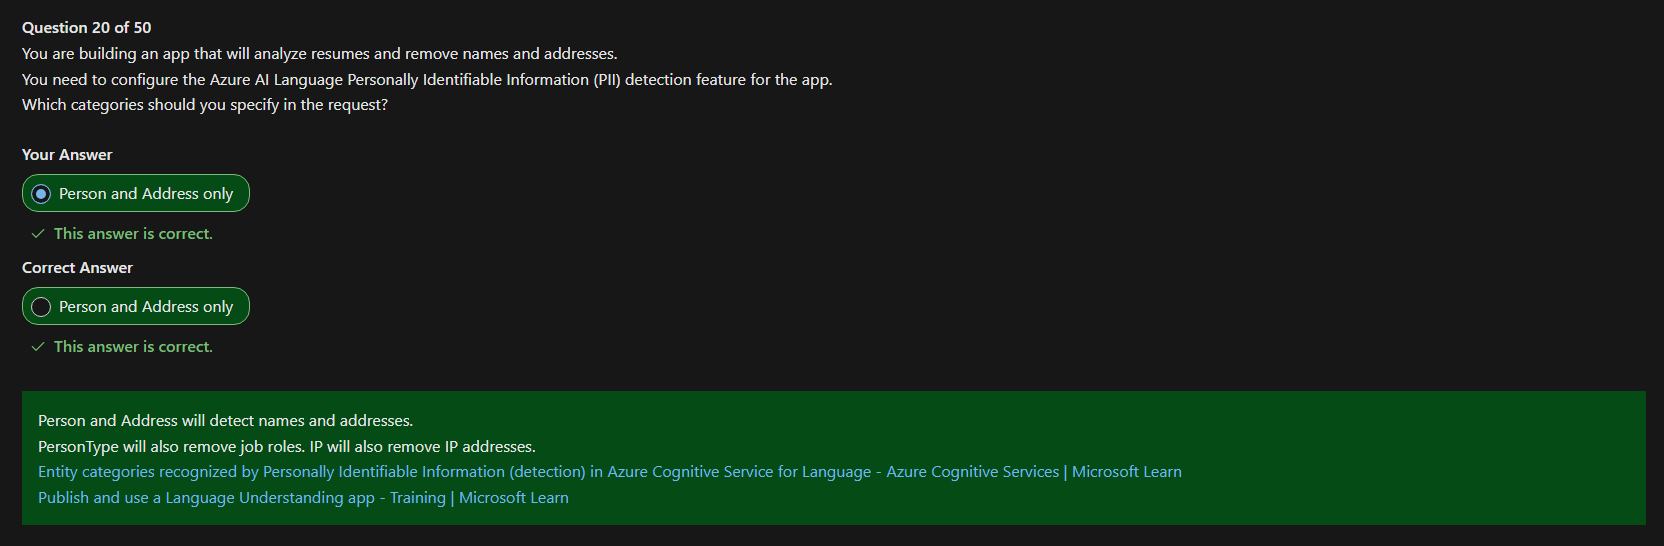 Question 20 of 50
You are building an app that will analyze resumes and remove names and addresses.
You need to configure the Azure AI Language Personally Identifiable Information (PII) detection feature for the app.
Which categories should you specify in the request?
Your Answer
Person and Address only
This answer is correct.
Correct Answer
Person and Address only
This answer is correct.
Person and Address will detect names and addresses.
PersonType will also remove job roles. IP will also remove IP addresses.
Entity categories recognized by Personally Identifiable Information (detection) in Azure Cognitive Service for Language - Azure Cognitive Services | Microsoft Learn
Publish and use a Language Understanding app - Training | Microsoft Learn